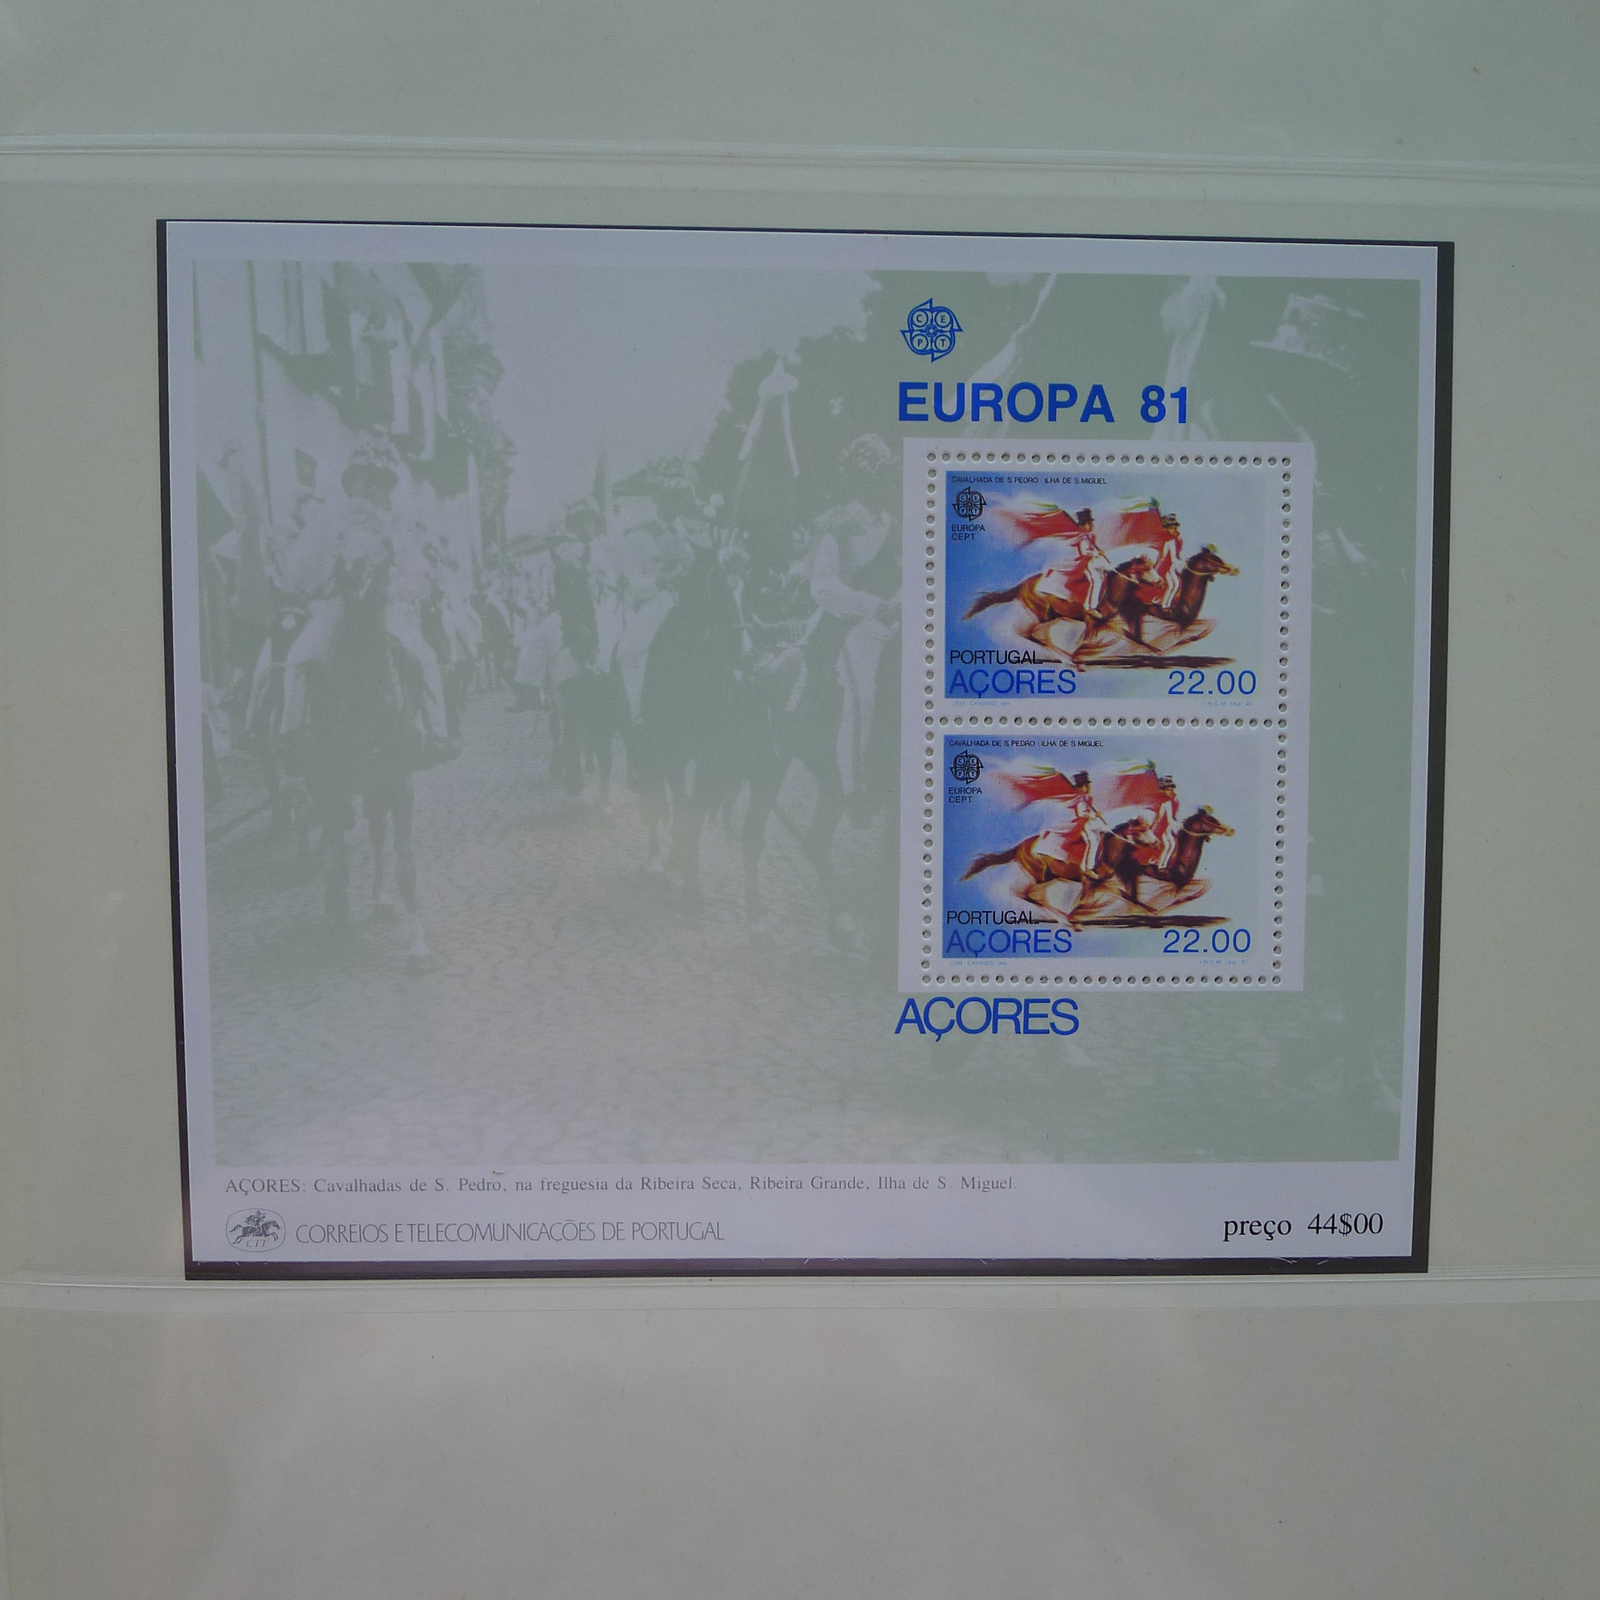 C E
P T
EUROPA 81
CAVALHADA DE S. PEDRO · ILHA DE S. MIGUEL
C E
P T
EUROPA
CEPT
PORTUGAL
AÇORES 22.00
CAVALHADA DE S. PEDRO · ILHA DE S. MIGUEL
C E
P T
EUROPA
CEPT
PORTUGAL
AÇORES 22.00
AÇORES
AÇORES: Cavalhadas de S. Pedro, na freguesia da Ribeira Seca, Ribeira Grande, Ilha de S. Miguel.
CTT
CORREIOS E TELECOMUNICAÇÕES DE PORTUGAL
preço 44$00